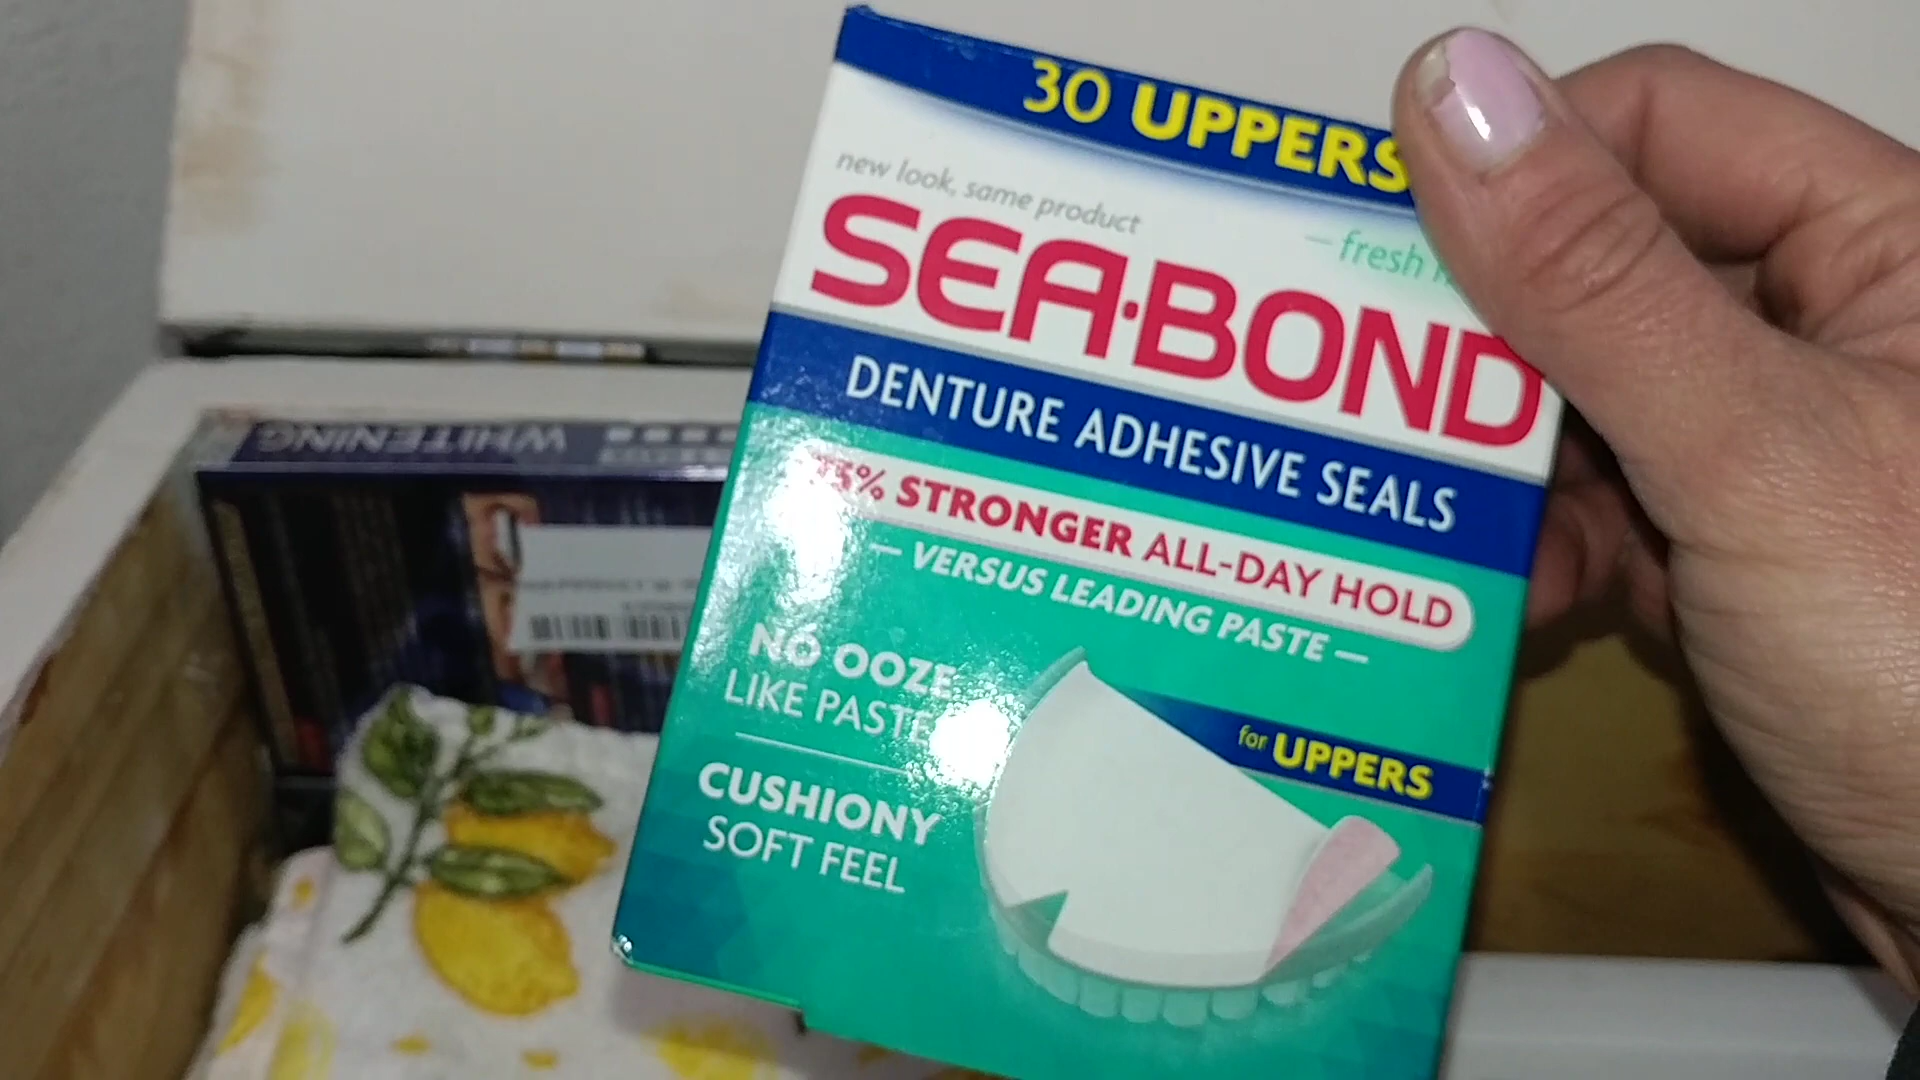 30 UPPERS
new look, same product
fresh
SEA·BOND
DENTURE ADHESIVE SEALS
75% STRONGER ALL-DAY HOLD
— VERSUS LEADING PASTE —
NO OOZE
LIKE PASTE
CUSHIONY
SOFT FEEL
for UPPERS
WHITENING